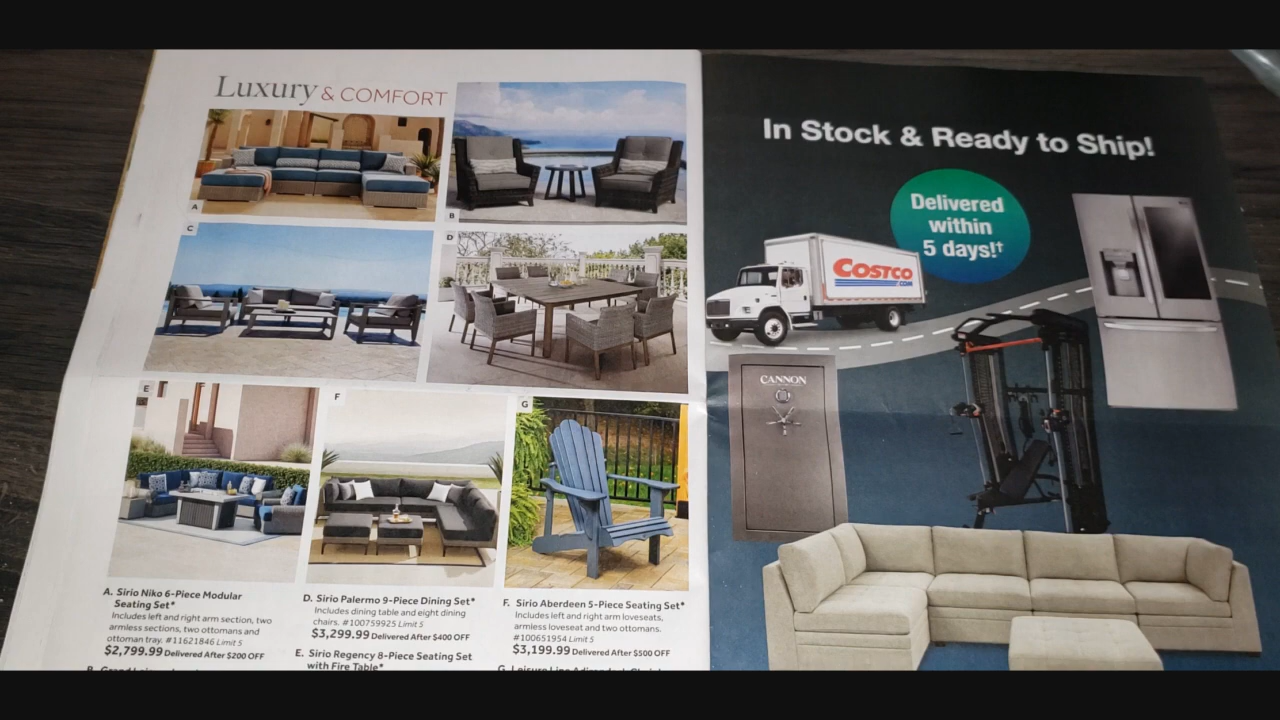 Luxury & COMFORT
A
B
C
D
E
F
G
A. Sirio Niko 6-Piece Modular
Seating Set*
Includes left and right arm section, two
armless sections, two ottomans and
ottoman tray. #11621846 Limit 5
$2,799.99 Delivered After $200 OFF
D. Sirio Palermo 9-Piece Dining Set*
Includes dining table and eight dining
chairs. #100759925 Limit 5
$3,299.99 Delivered After $400 OFF
E. Sirio Regency 8-Piece Seating Set
with Fire Table*
F. Sirio Aberdeen 5-Piece Seating Set*
Includes left and right arm loveseats,
armless loveseat and two ottomans.
#100651954 Limit 5
$3,199.99 Delivered After $500 OFF
In Stock & Ready to Ship!
Delivered
within
5 days!†
COSTCO
CANNON